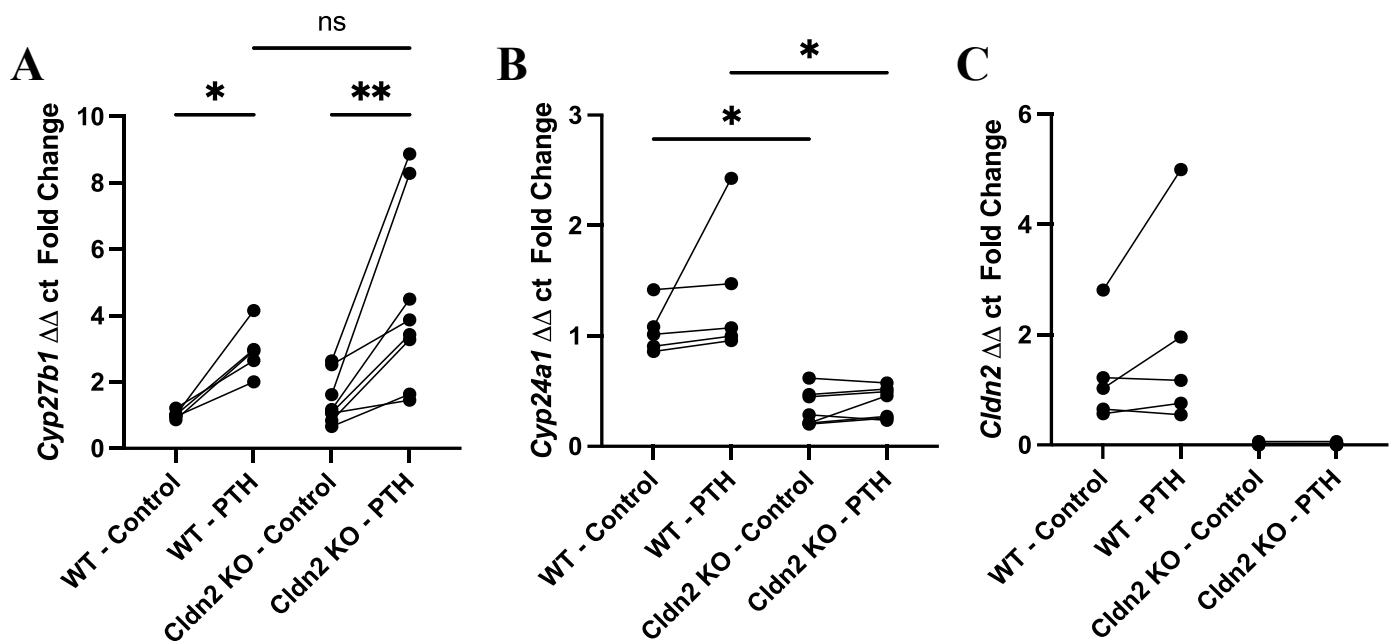 A
ns
*
**
Cyp27b1 ΔΔ ct Fold Change
10
8
6
4
2
0
WT - Control
WT - PTH
Cldn2 KO - Control
Cldn2 KO - PTH
B
*
*
Cyp24a1 ΔΔ ct Fold Change
3
2
1
0
WT - Control
WT - PTH
Cldn2 KO - Control
Cldn2 KO - PTH
C
Cldn2 ΔΔ ct Fold Change
6
4
2
0
WT - Control
WT - PTH
Cldn2 KO - Control
Cldn2 KO - PTH